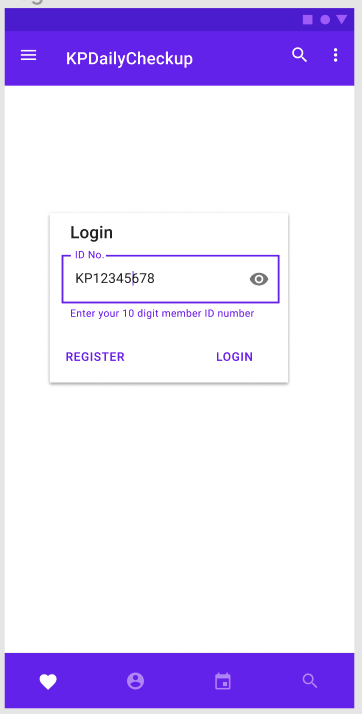 KPDailyCheckup
Login
ID No.
KP12345678
Enter your 10 digit member ID number
REGISTER LOGIN